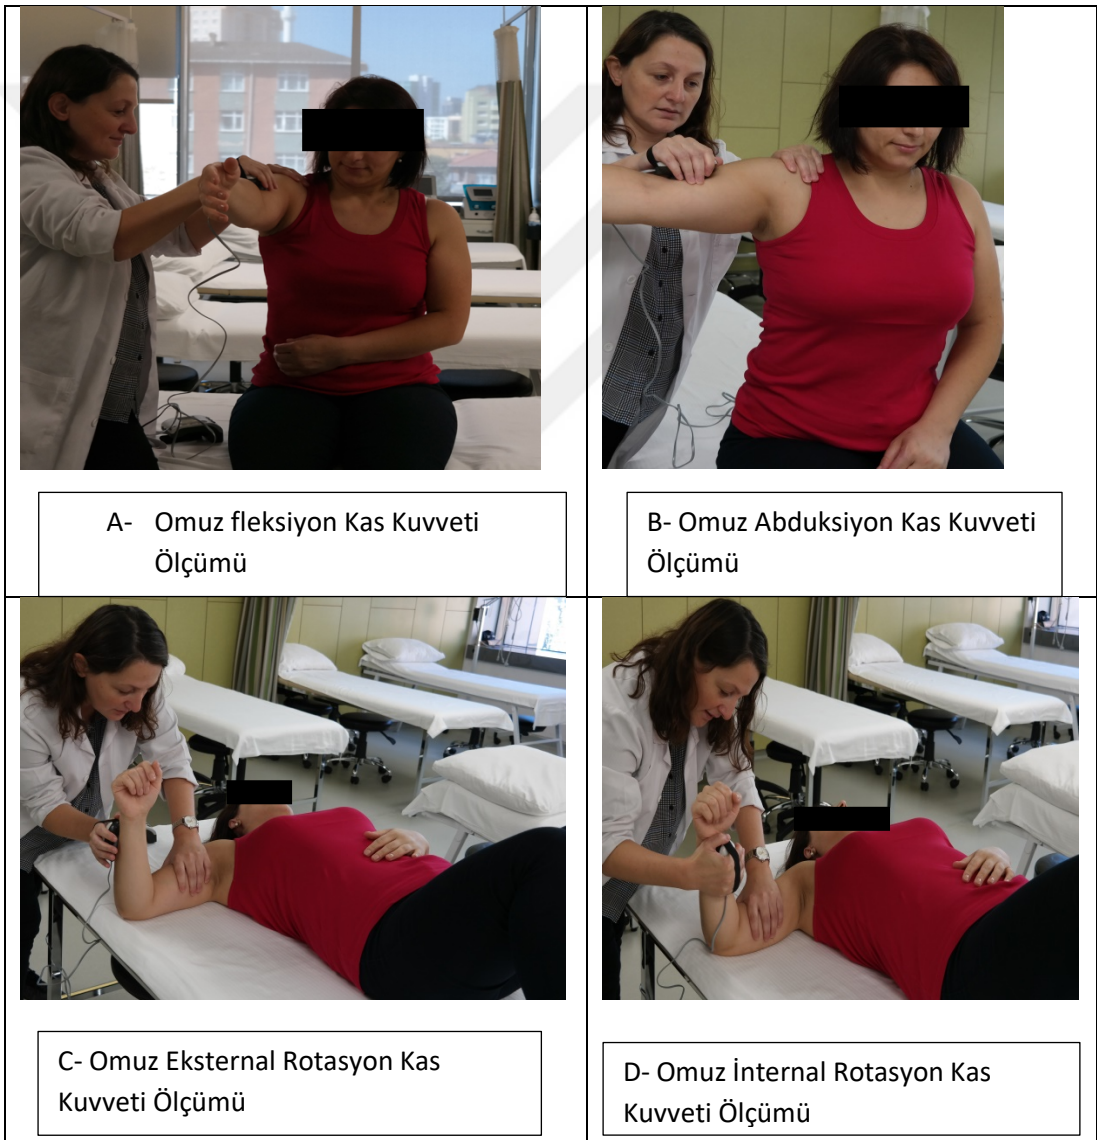 A- Omuz fleksiyon Kas Kuvveti
Ölçümü
B- Omuz Abduksiyon Kas Kuvveti
Ölçümü
C- Omuz Eksternal Rotasyon Kas
Kuvveti Ölçümü
D- Omuz İnternal Rotasyon Kas
Kuvveti Ölçümü